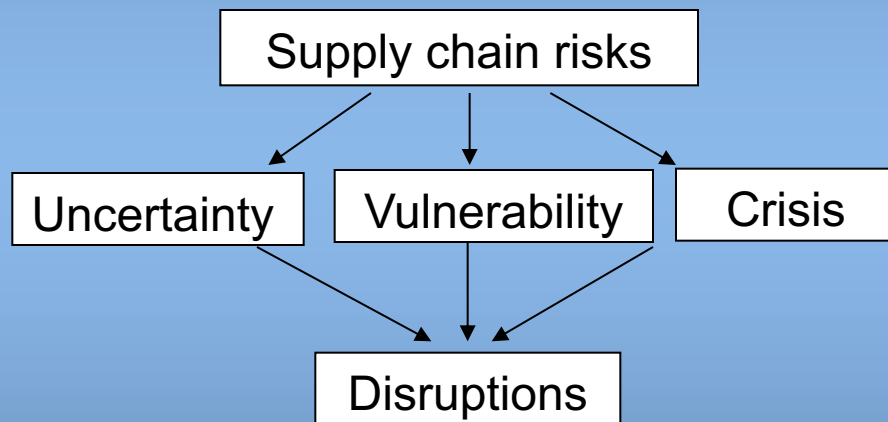 Supply chain risks
Uncertainty
Vulnerability
Crisis
Disruptions